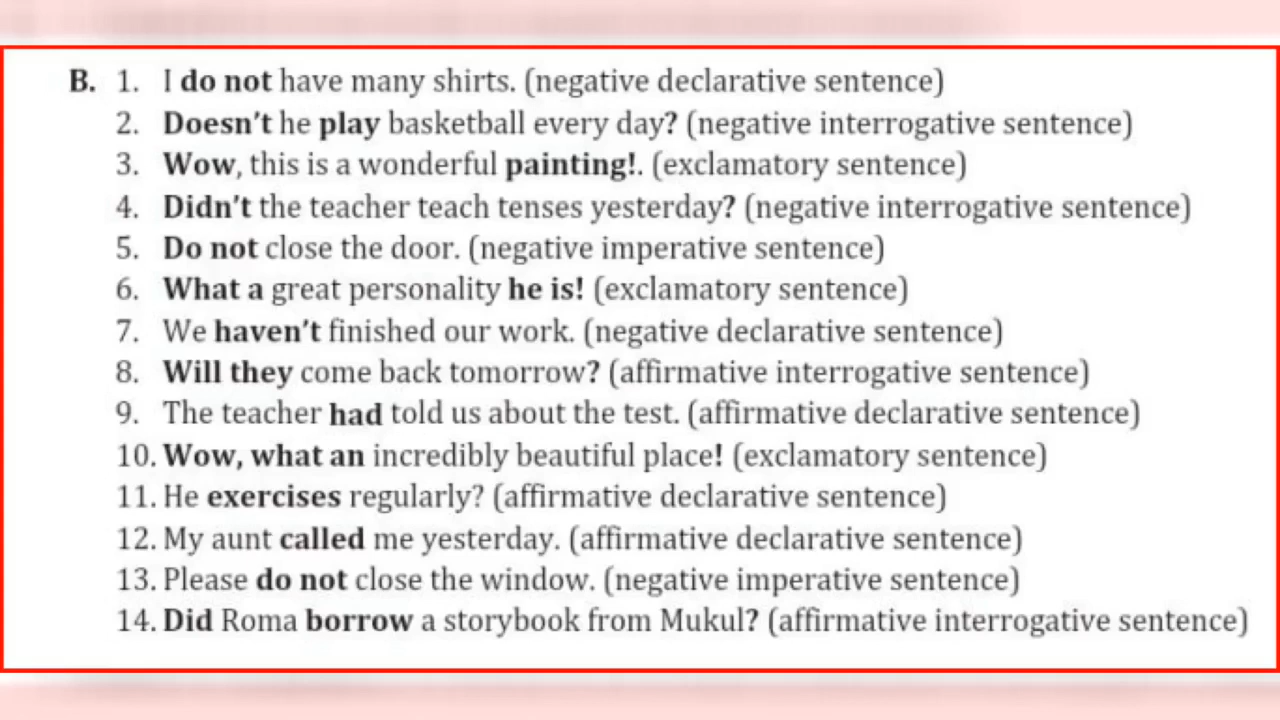 B. 1. I do not have many shirts. (negative declarative sentence)
2. Doesn't he play basketball every day? (negative interrogative sentence)
3. Wow, this is a wonderful painting!. (exclamatory sentence)
4. Didn't the teacher teach tenses yesterday? (negative interrogative sentence)
5. Do not close the door. (negative imperative sentence)
6. What a great personality he is! (exclamatory sentence)
7. We haven't finished our work. (negative declarative sentence)
8. Will they come back tomorrow? (affirmative interrogative sentence)
9. The teacher had told us about the test. (affirmative declarative sentence)
10. Wow, what an incredibly beautiful place! (exclamatory sentence)
11. He exercises regularly? (affirmative declarative sentence)
12. My aunt called me yesterday. (affirmative declarative sentence)
13. Please do not close the window. (negative imperative sentence)
14. Did Roma borrow a storybook from Mukul? (affirmative interrogative sentence)